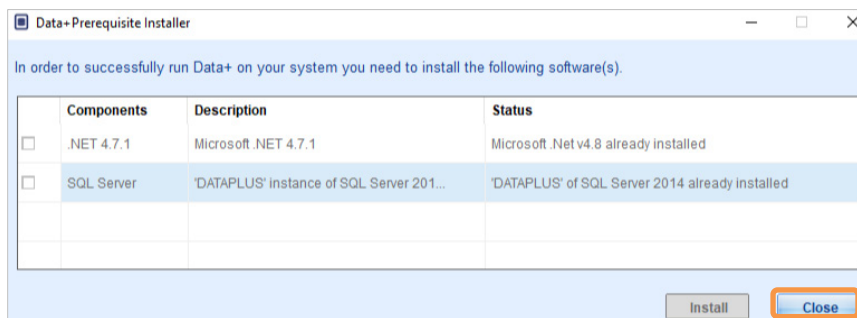 Data+Prerequisite Installer
In order to successfully run Data+ on your system you need to install the following software(s).
Components Description Status
.NET 4.7.1 Microsoft .NET 4.7.1 Microsoft .Net v4.8 already installed
SQL Server 'DATAPLUS' instance of SQL Server 201... 'DATAPLUS' of SQL Server 2014 already installed
Install Close